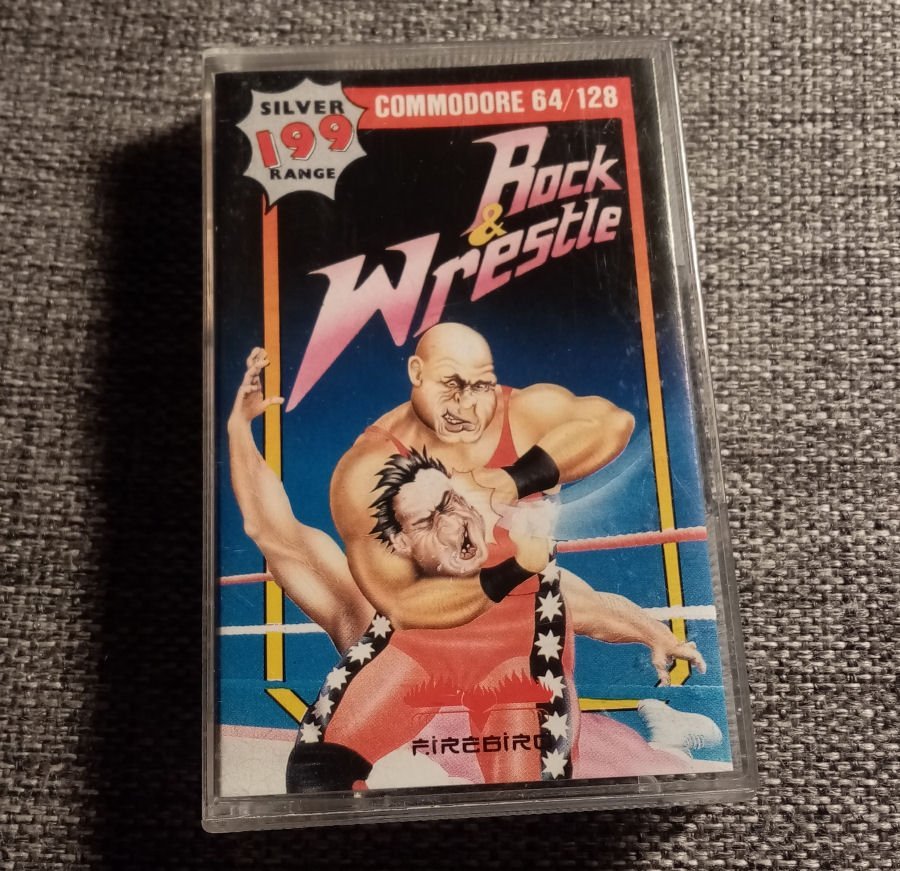 SILVER
199
RANGE
COMMODORE 64/128
Rock
&
Wrestle
FIREBIRD